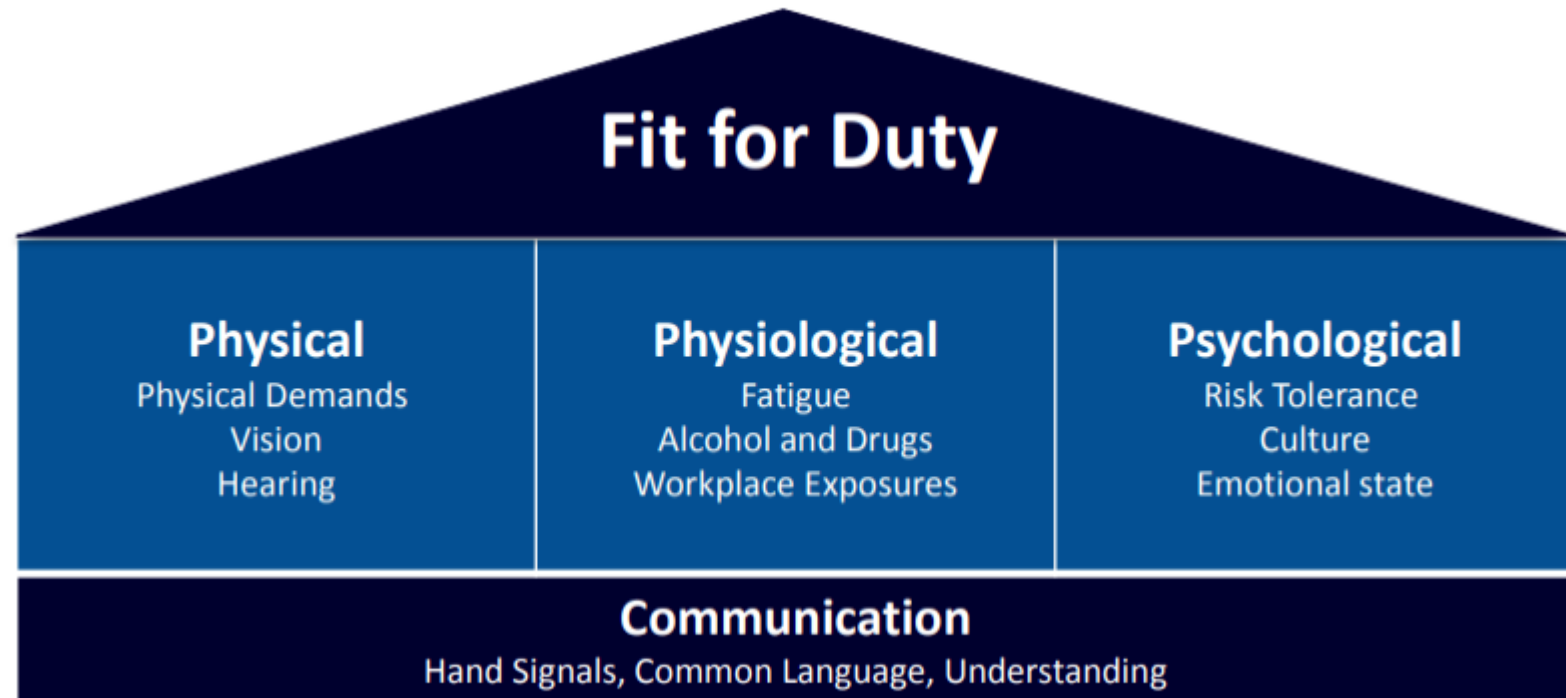 Fit for Duty
Physical
Physical Demands
Vision
Hearing
Physiological
Fatigue
Alcohol and Drugs
Workplace Exposures
Psychological
Risk Tolerance
Culture
Emotional state
Communication
Hand Signals, Common Language, Understanding